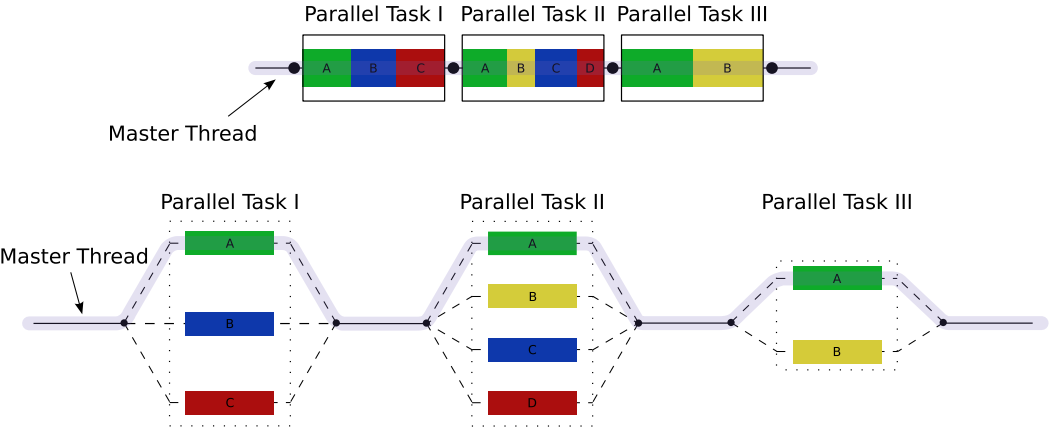 Parallel Task I Parallel Task II Parallel Task III
A B C A B C D A B
Master Thread
Parallel Task I Parallel Task II Parallel Task III
A A
Master Thread
A
B
B
B
C
C
D
B